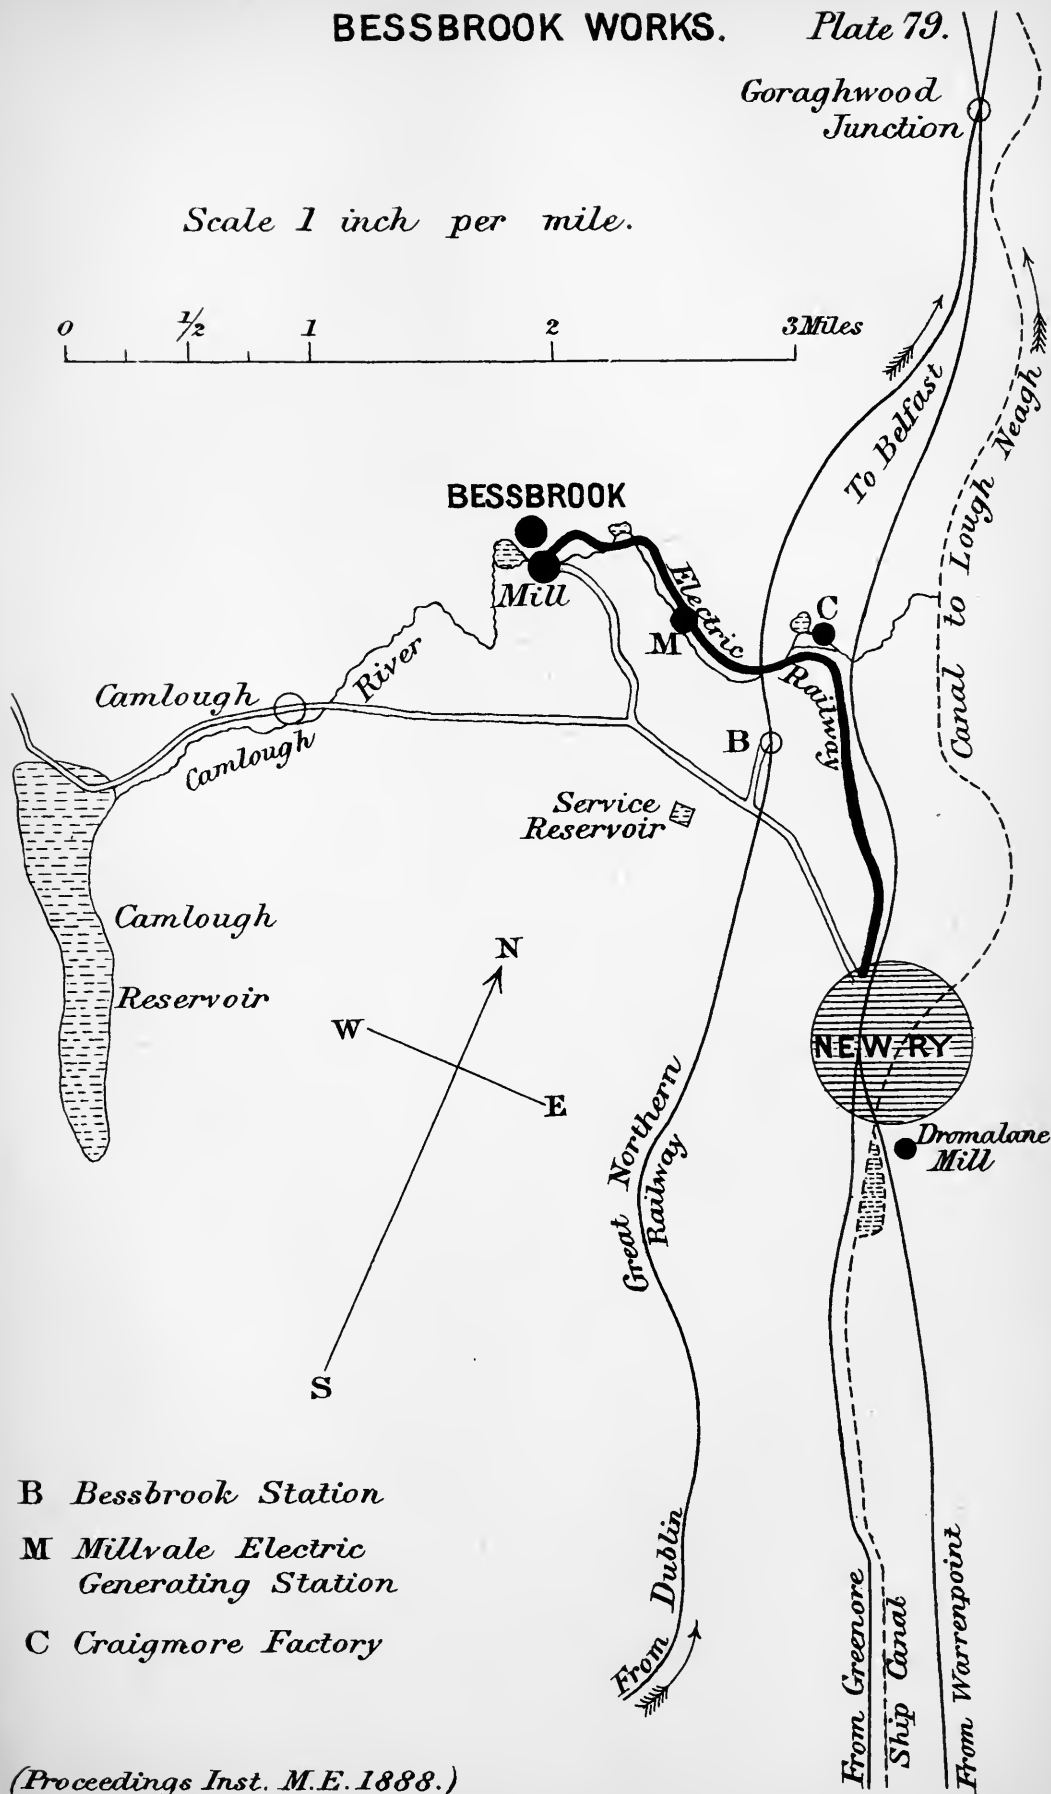 BESSBROOK WORKS. Plate 79.
Goraghwood
Junction
Scale 1 inch per mile.
0 1/2 1 2 3 Miles
To Belfast
Canal to Lough Neagh
BESSBROOK
Mill
Electric
Railway
C
M
River
Camlough
Camlough
B
Service
Reservoir
Camlough
Reservoir
N
W
E
S
NEWRY
Dromalane
Mill
Great Northern
Railway
B Bessbrook Station
M Millvale Electric
Generating Station
C Craigmore Factory
From Dublin
From Greenore
Ship Canal
From Warrenpoint
(Proceedings Inst. M.E. 1888.)